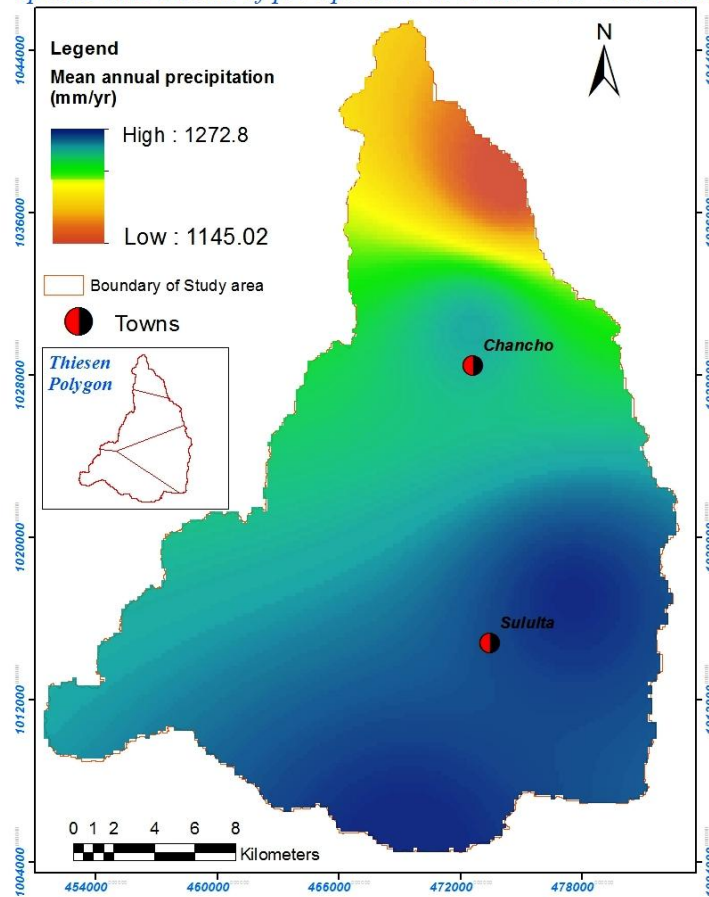 1044000
1044000
N
Legend
Mean annual precipitation
(mm/yr)
High : 1272.8
Low : 1145.02
1036000
Boundary of Study area
Towns
Chancho
Thiesen
Polygon
1028000
1020000
Sululta
1012000
1012000
0 1 2 4 6 8
Kilometers
1004000
454000
460000
466000
472000
478000